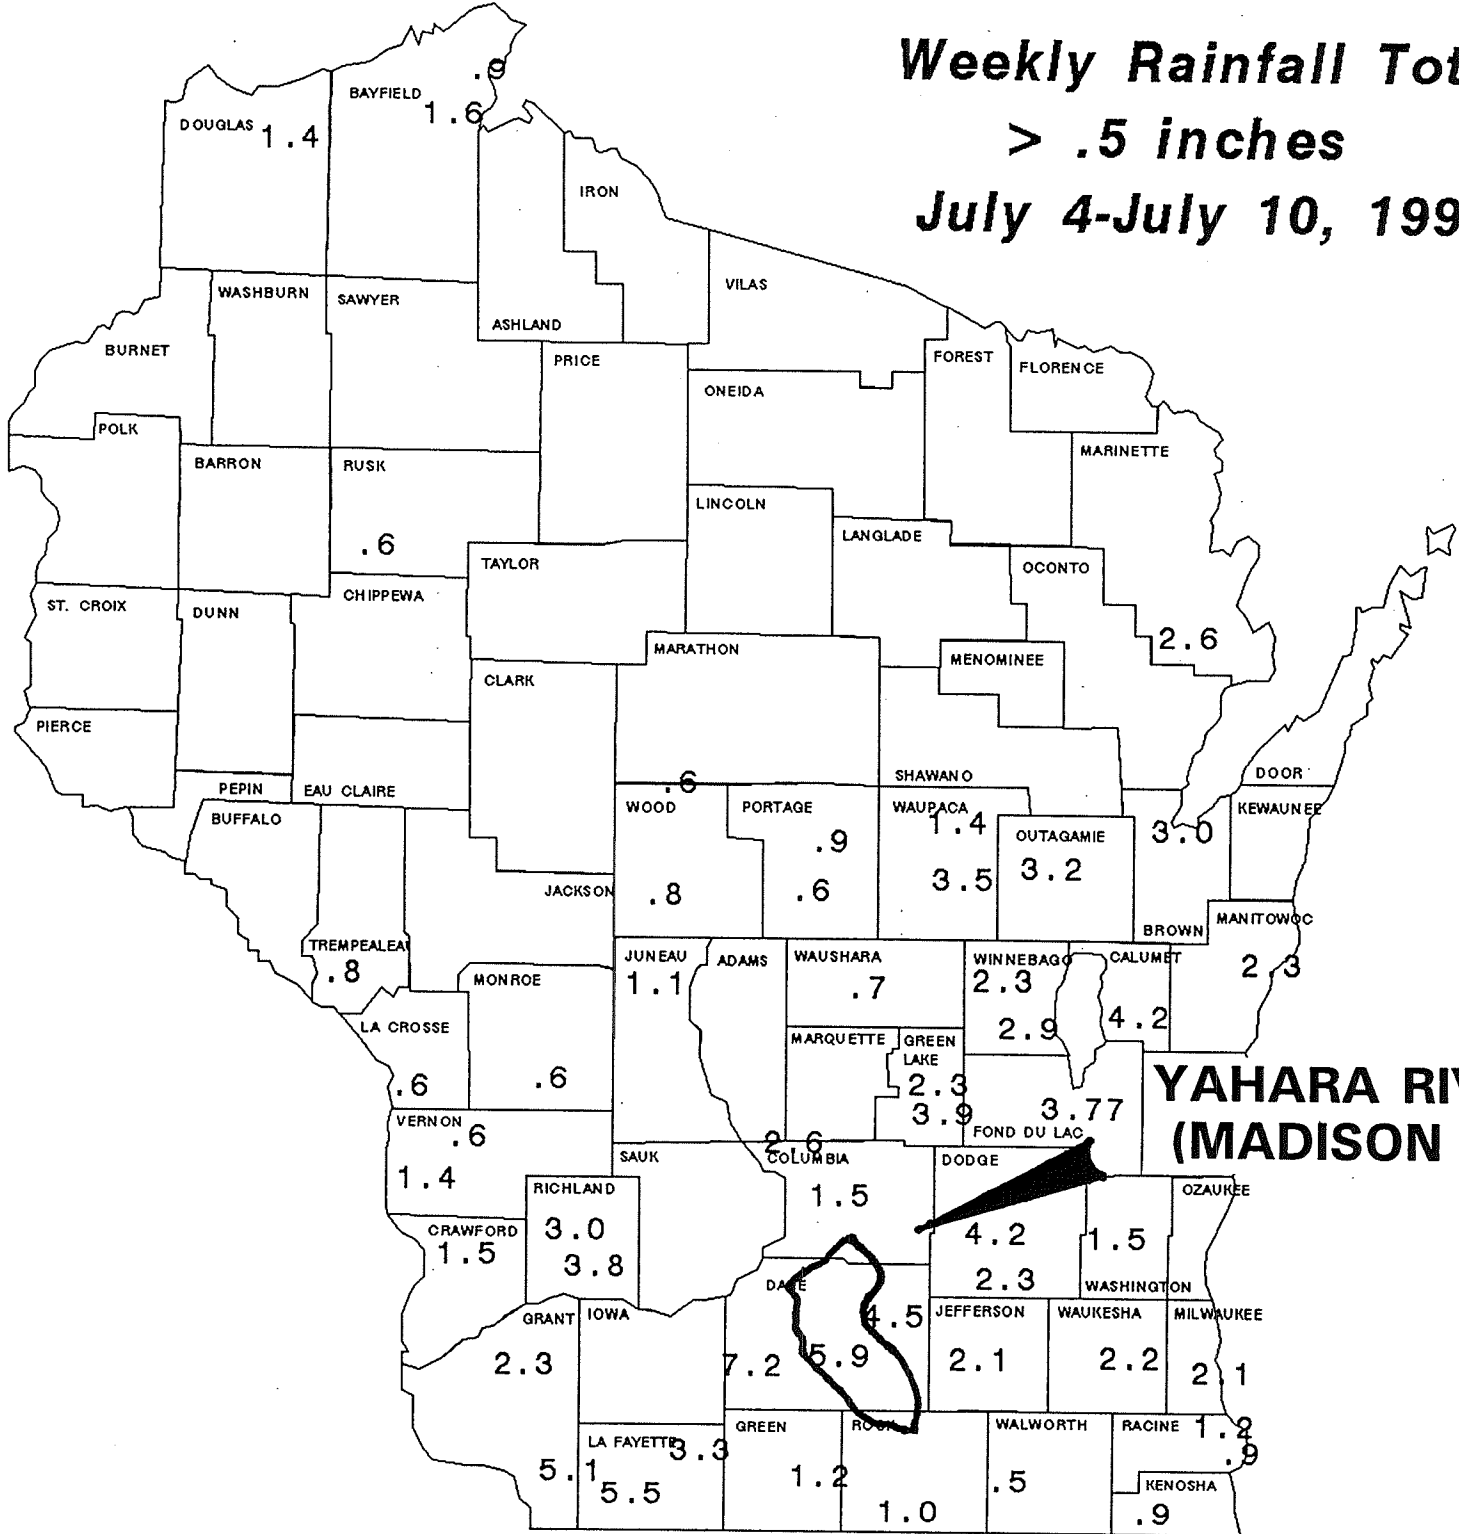 Weekly Rainfall Tot
> .5 inches
July 4-July 10, 199
.9
BAYFIELD
1.6
DOUGLAS 1.4
IRON
VILAS
WASHBURN
SAWYER
ASHLAND
BURNET
PRICE
FOREST
FLORENCE
ONEIDA
POLK
MARINETTE
BARRON
RUSK
LINCOLN
LANGLADE
.6
TAYLOR
OCONTO
CHIPPEWA
ST. CROIX
DUNN
2.6
MARATHON
MENOMINEE
CLARK
PIERCE
SHAWANO
DOOR
.6
PEPIN
EAU CLAIRE
WOOD
PORTAGE
WAUPACA
KEWAUNEE
BUFFALO
1.4
OUTAGAMIE
3.0
.9
3.2
3.5
JACKSON
.8
.6
MANITOWOC
BROWN
TREMPEALEAU
.8
JUNEAU
1.1
ADAMS
WAUSHARA
.7
WINNEBAGO
2.3
CALUMET
2.3
MONROE
LA CROSSE
2.9
4.2
MARQUETTE
GREEN
LAKE
.6
.6
2.3
3.9
3.77
FOND DU LAC
YAHARA RIV
(MADISON
VERNON
.6
2.6
SAUK
COLUMBIA
DODGE
1.4
1.5
RICHLAND
OZAUKEE
CRAWFORD
1.5
3.0
3.8
4.2
1.5
2.3
WASHINGTON
DANE
GRANT
IOWA
4.5
JEFFERSON
WAUKESHA
MILWAUKEE
2.3
7.2
5.9
2.1
2.2
2.1
LA FAYETTE
3.3
GREEN
ROCK
WALWORTH
RACINE
1.2
.9
5.1
5.5
1.2
1.0
.5
KENOSHA
.9